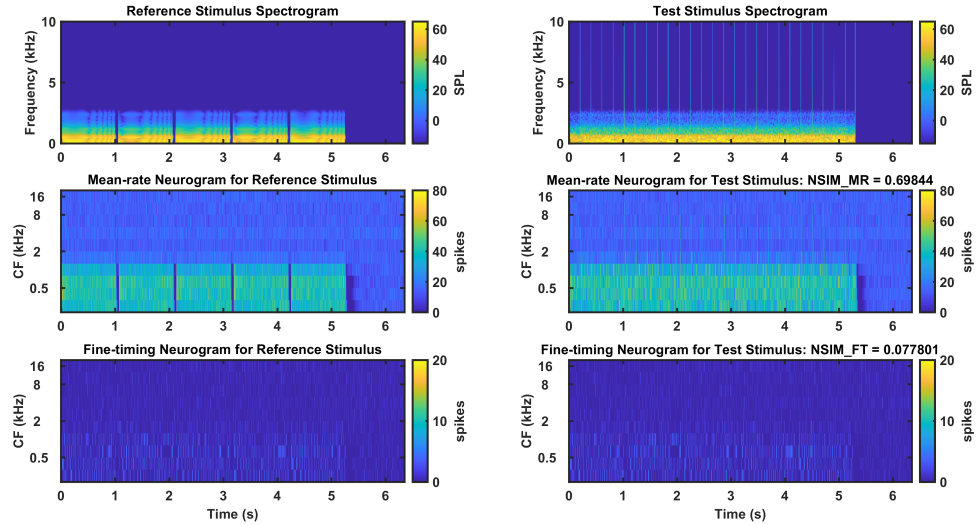 Reference Stimulus Spectrogram
Frequency (kHz)
10
5
0
0 1 2 3 4 5 6
60
40
20
0
SPL
Test Stimulus Spectrogram
Frequency (kHz)
10
5
0
0 1 2 3 4 5 6
60
40
20
0
SPL
Mean-rate Neurogram for Reference Stimulus
CF (kHz)
16
8
2
0.5
0 1 2 3 4 5 6
80
60
40
20
0
spikes
Mean-rate Neurogram for Test Stimulus: NSIM_MR = 0.69844
CF (kHz)
16
8
2
0.5
0 1 2 3 4 5 6
80
60
40
20
0
spikes
Fine-timing Neurogram for Reference Stimulus
CF (kHz)
16
8
2
0.5
0 1 2 3 4 5 6
Time (s)
20
10
0
spikes
Fine-timing Neurogram for Test Stimulus: NSIM_FT = 0.077801
CF (kHz)
16
8
2
0.5
0 1 2 3 4 5 6
Time (s)
20
10
0
spikes